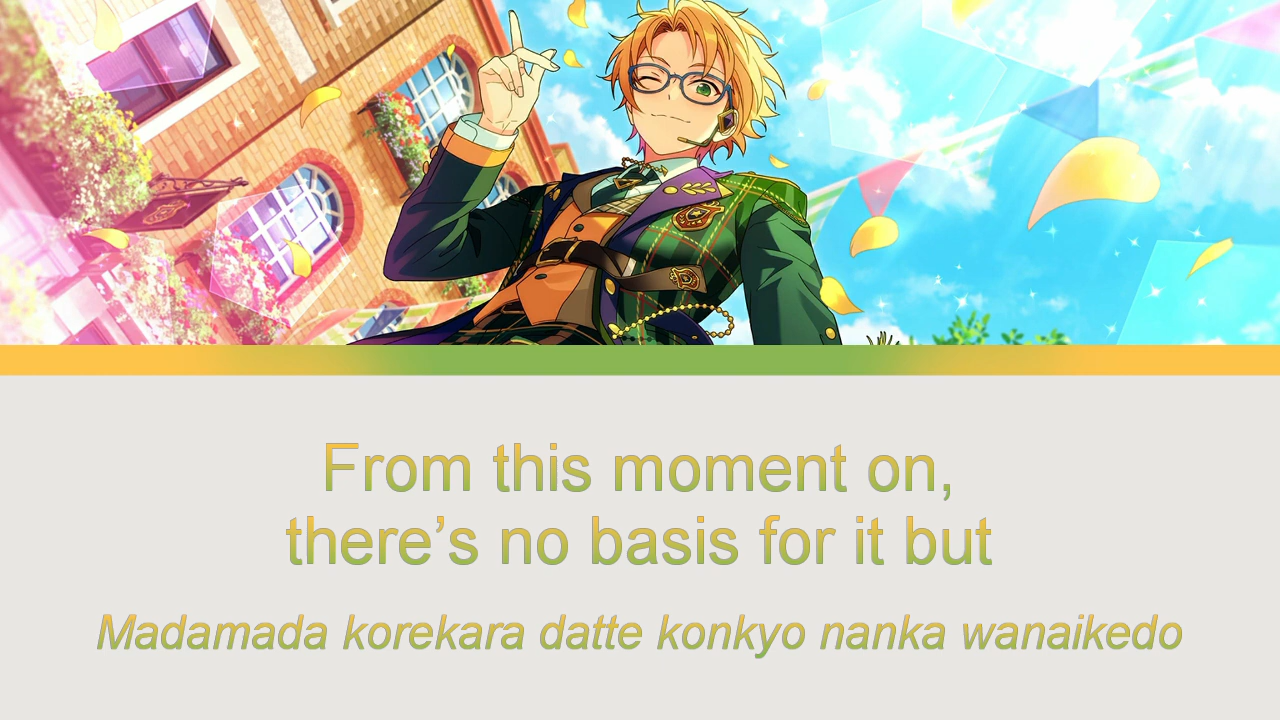 From this moment on,
there’s no basis for it but
Madamada korekara datte konkyo nanka wanaikedo